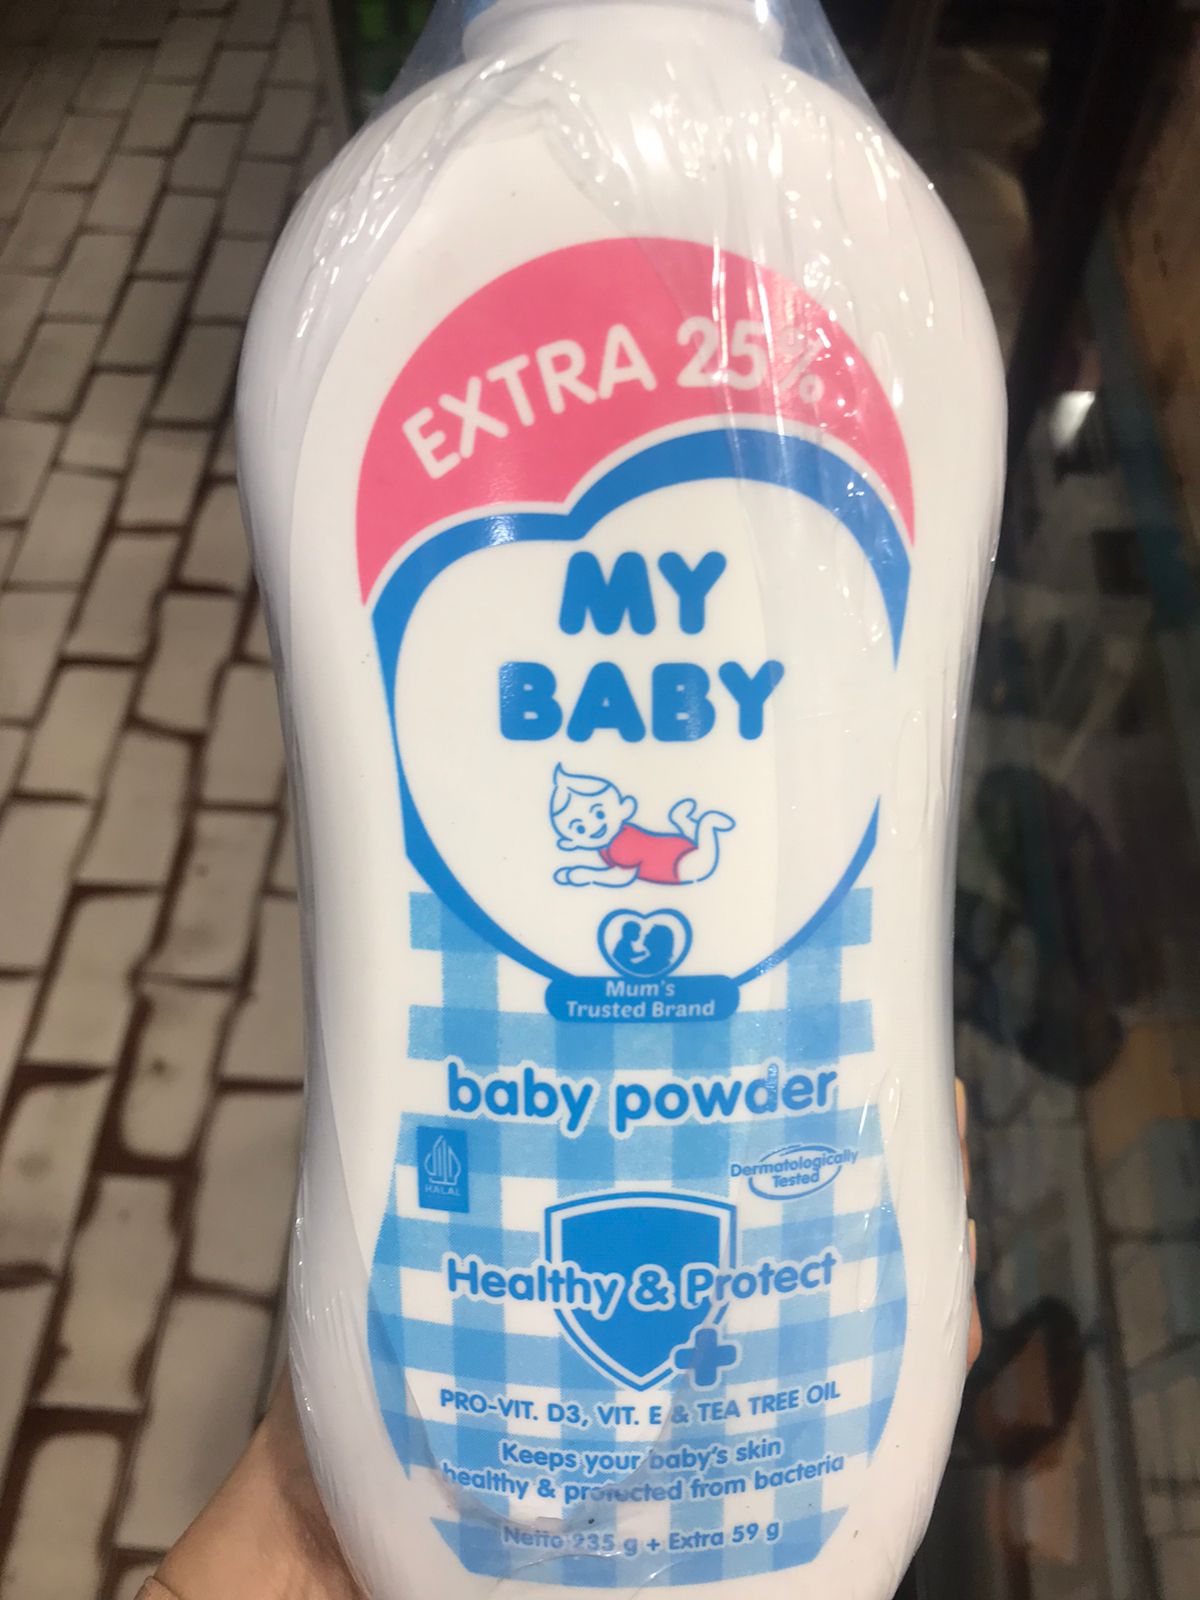 EXTRA 25%
MY
BABY
Mum's
Trusted Brand
baby powder
HALAL
Dermatologically
Tested
Healthy & Protect
PRO-VIT. D3, VIT. E & TEA TREE OIL
Keeps your baby's skin
healthy & protected from bacteria
Netto 235 g + Extra 59 g